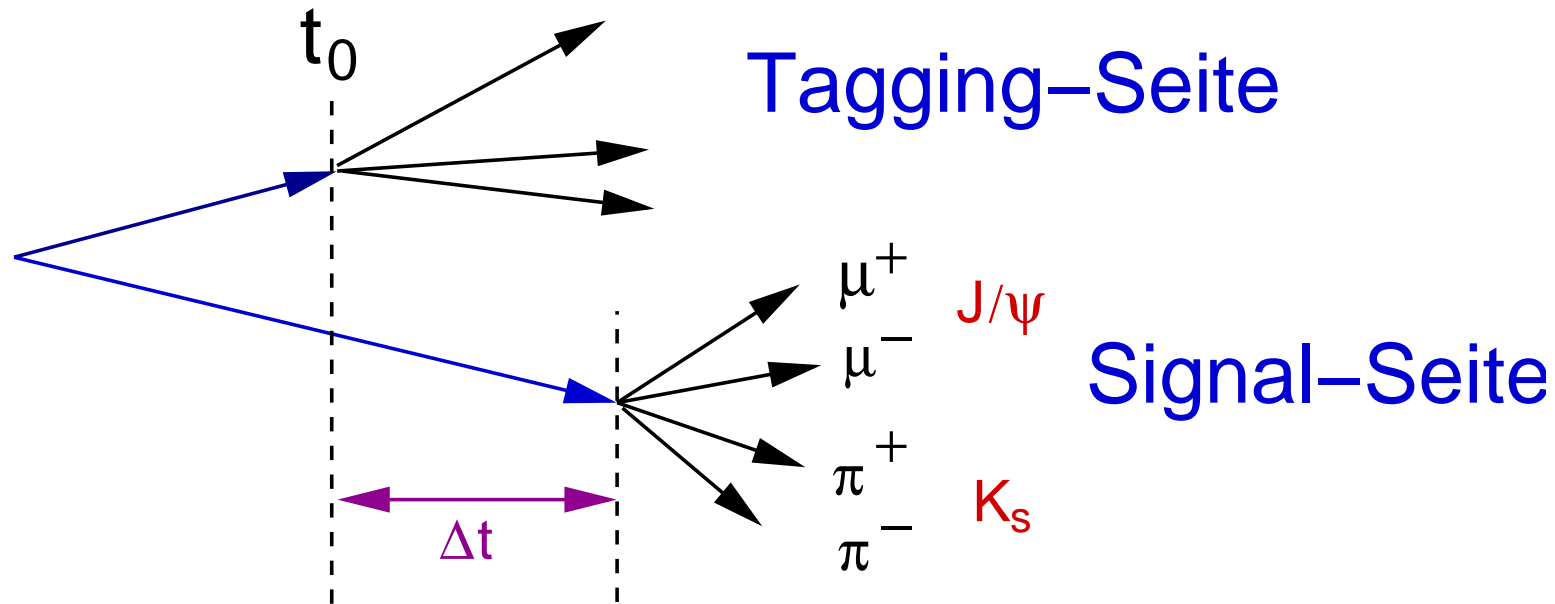 t₀
Tagging–Seite
μ⁺
J/ψ
μ⁻
Signal–Seite
π⁺
Kₛ
π⁻
Δt